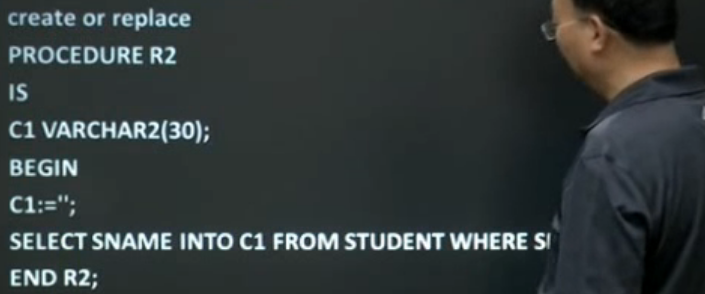 create or replace
PROCEDURE R2
IS
C1 VARCHAR2(30);
BEGIN
C1:='';
SELECT SNAME INTO C1 FROM STUDENT WHERE
END R2;